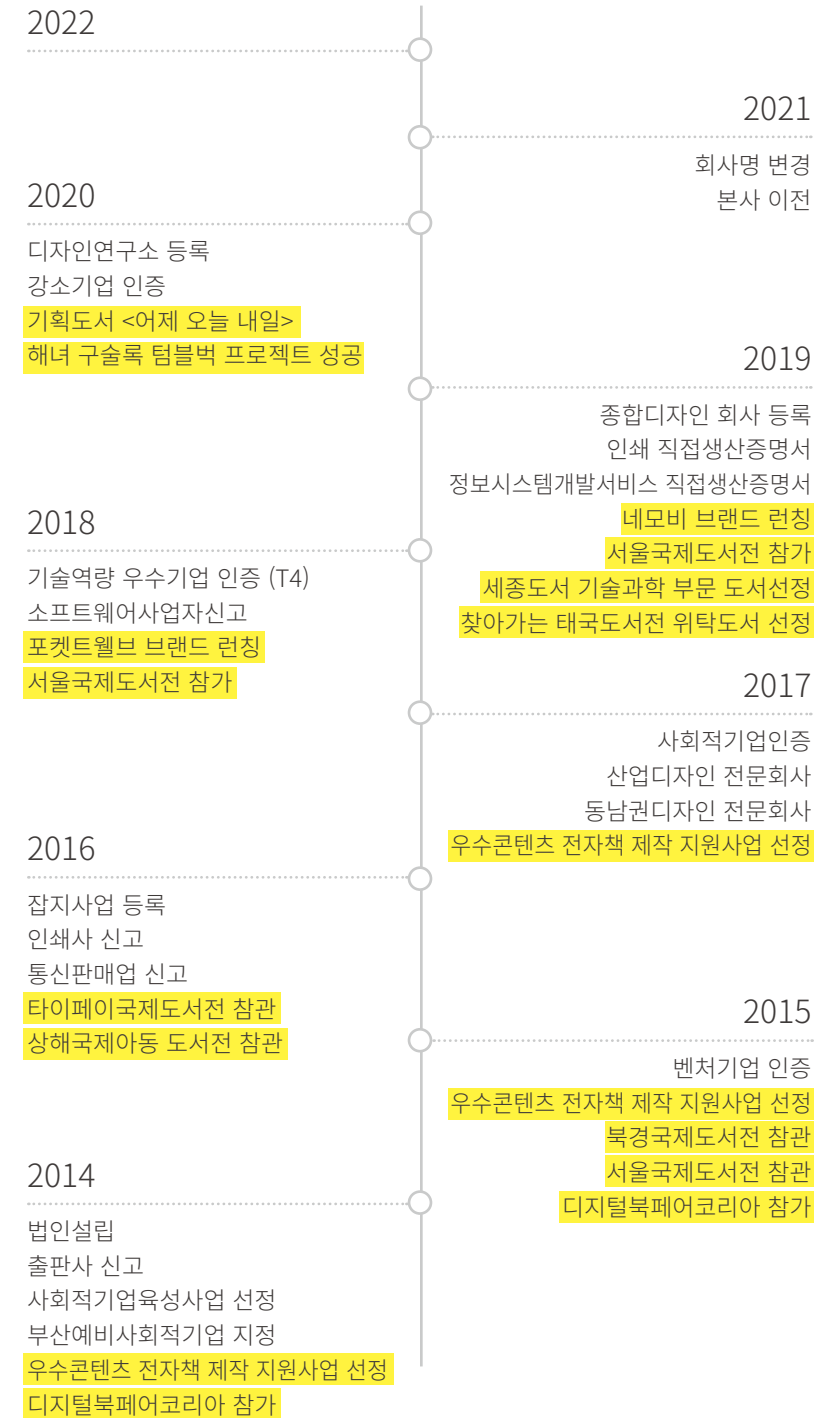 2022
2021
회사명 변경
본사 이전
2020
디자인연구소 등록
강소기업 인증
기획도서 <어제 오늘 내일>
해녀 구술록 텀블벅 프로젝트 성공
2019
종합디자인 회사 등록
인쇄 직접생산증명서
정보시스템개발서비스 직접생산증명서
네모비 브랜드 런칭
서울국제도서전 참가
세종도서 기술과학 부문 도서선정
찾아가는 태국도서전 위탁도서 선정
2018
기술역량 우수기업 인증 (T4)
소프트웨어사업자신고
포켓트웰브 브랜드 런칭
서울국제도서전 참가
2017
사회적기업인증
산업디자인 전문회사
동남권디자인 전문회사
우수콘텐츠 전자책 제작 지원사업 선정
2016
잡지사업 등록
인쇄사 신고
통신판매업 신고
타이페이국제도서전 참관
상해국제아동 도서전 참관
2015
벤처기업 인증
우수콘텐츠 전자책 제작 지원사업 선정
북경국제도서전 참관
서울국제도서전 참관
디지털북페어코리아 참가
2014
법인설립
출판사 신고
사회적기업육성사업 선정
부산예비사회적기업 지정
우수콘텐츠 전자책 제작 지원사업 선정
디지털북페어코리아 참가